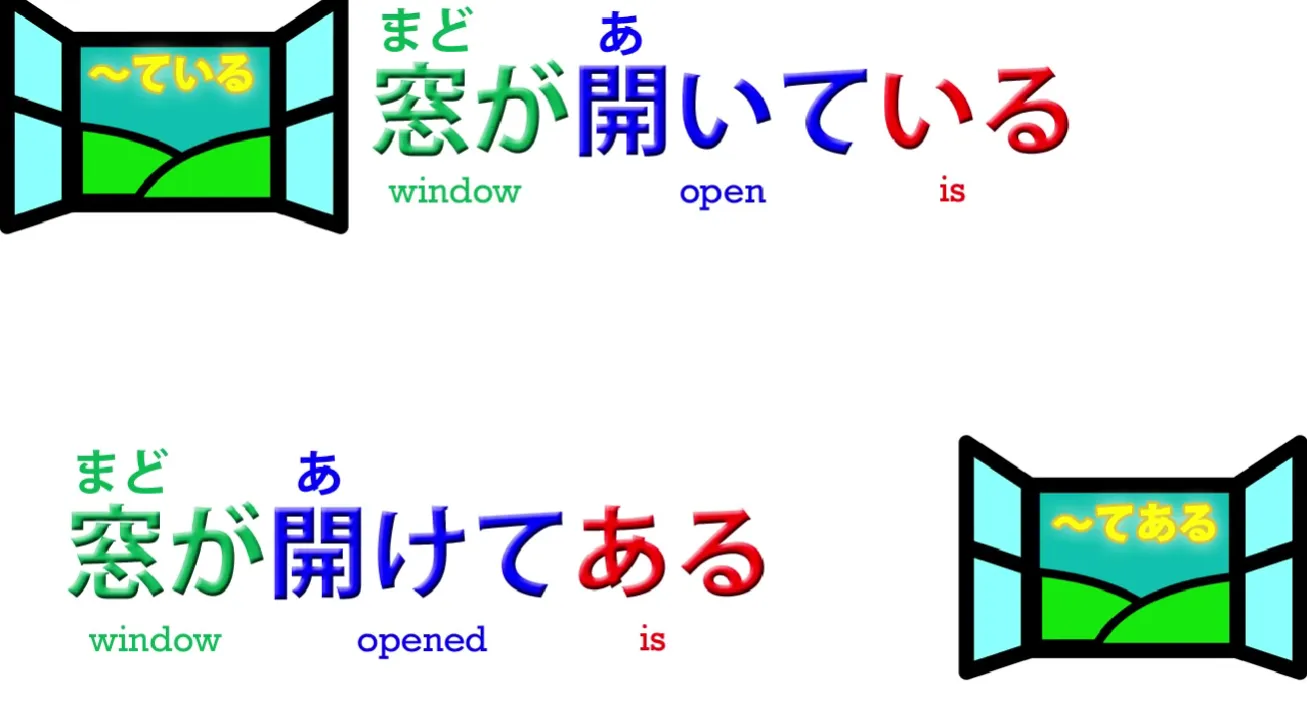 まど あ
〜ている
窓が開いている
window open is
まど あ
窓が開けてある
〜てある
window opened is